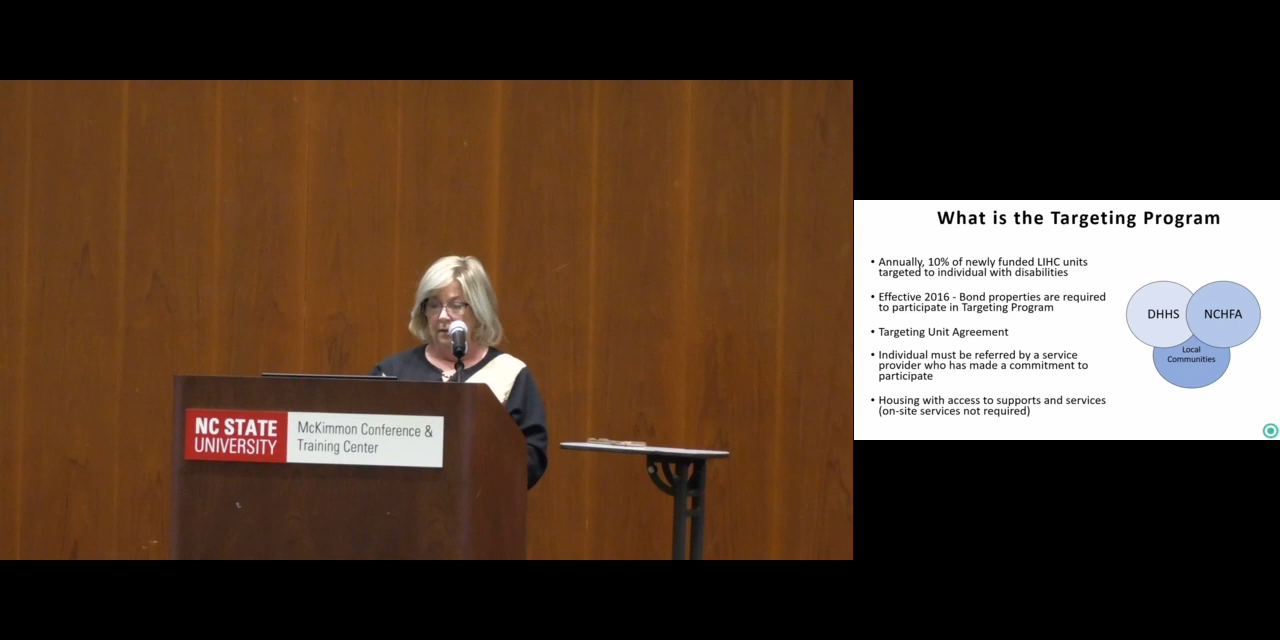 NC STATE
UNIVERSITY
McKimmon Conference &
Training Center
What is the Targeting Program
• Annually, 10% of newly funded LIHC units
targeted to individual with disabilities
• Effective 2016 - Bond properties are required
to participate in Targeting Program
• Targeting Unit Agreement
• Individual must be referred by a service
provider who has made a commitment to
participate
• Housing with access to supports and services
(on-site services not required)
DHHS
NCHFA
Local
Communities